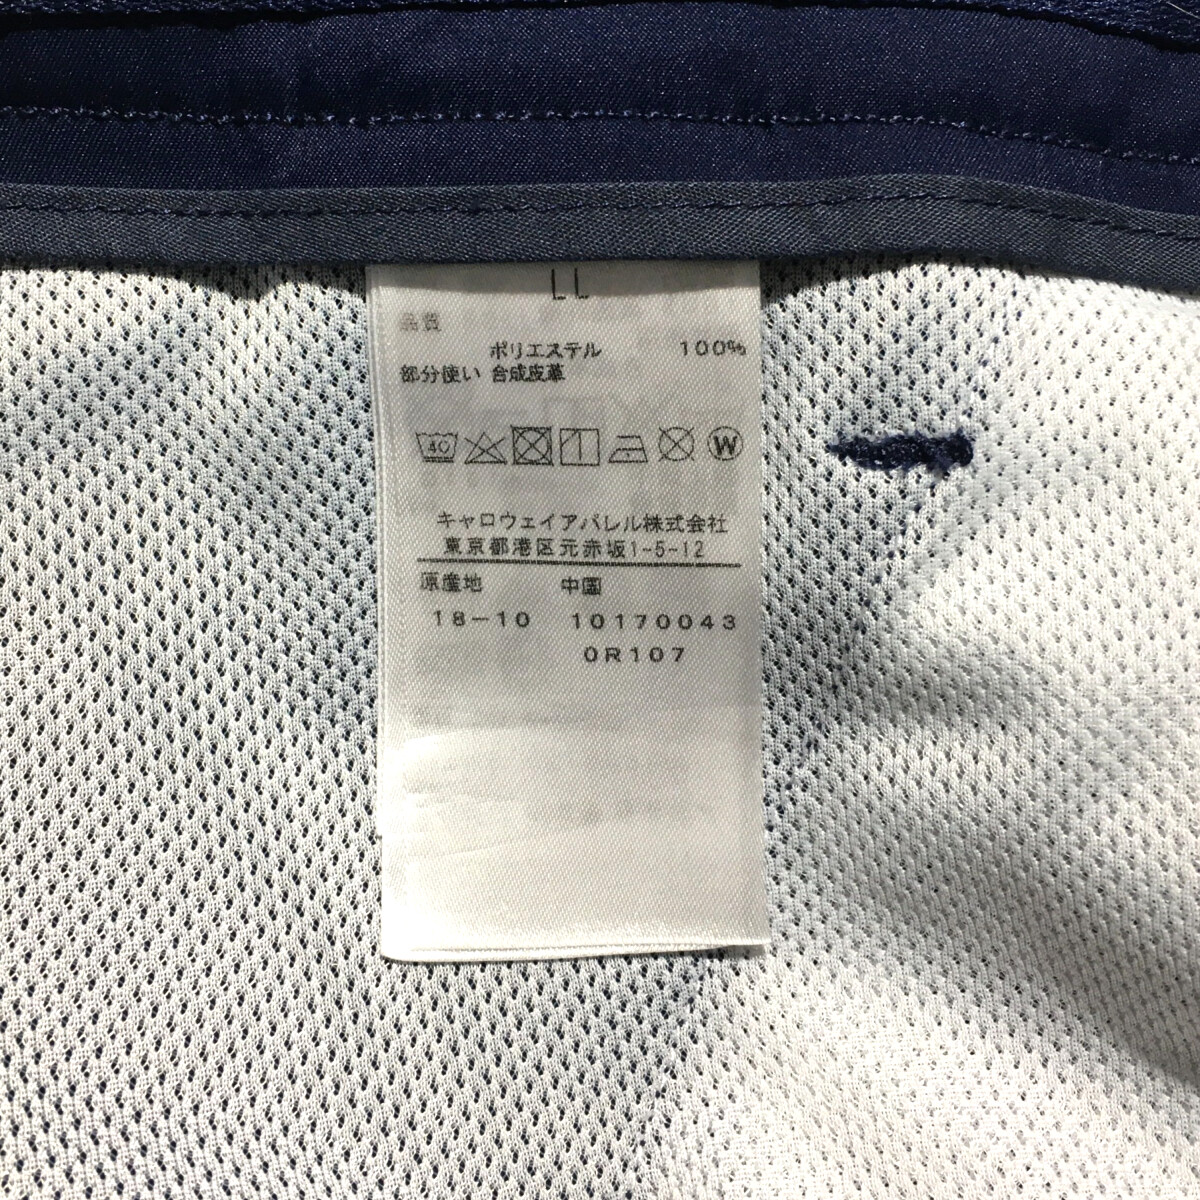 LL
品質
ポリエステル 100%
部分使い 合成皮革
40 W
キャロウェイアパレル株式会社
東京都港区元赤坂1-5-12
原産地 中国
18-10 10170043
0R107